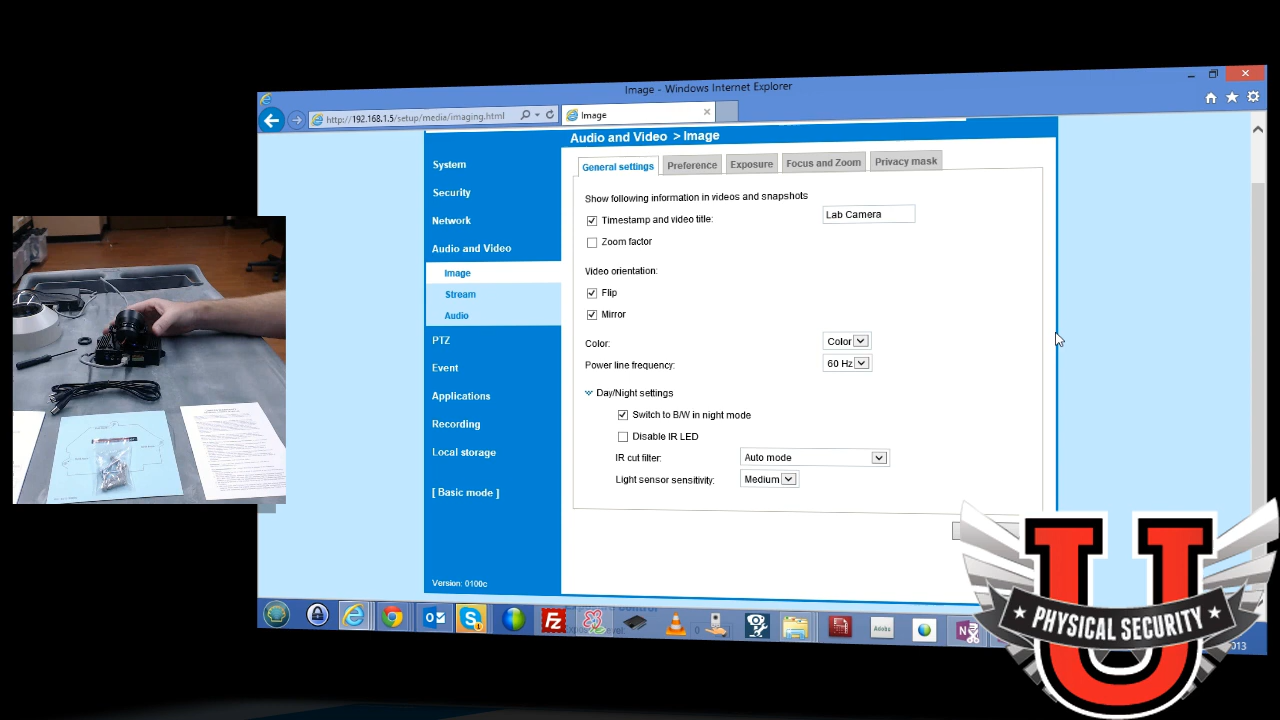 Image - Windows Internet Explorer
http://192.168.1.5/setup/media/imaging.html
Image
Audio and Video > Image
System
Security
Network
Audio and Video
Image
Stream
Audio
PTZ
Event
Applications
Recording
Local storage
[ Basic mode ]
Version: 0100c
General settings Preference Exposure Focus and Zoom Privacy mask
Show following information in videos and snapshots
Timestamp and video title: Lab Camera
Zoom factor
Video orientation:
Flip
Mirror
Color: Color
Power line frequency: 60 Hz
Day/Night settings
Switch to B/W in night mode
Disable IR LED
IR cut filter: Auto mode
Light sensor sensitivity: Medium
Adobe
PHYSICAL SECURITY
U